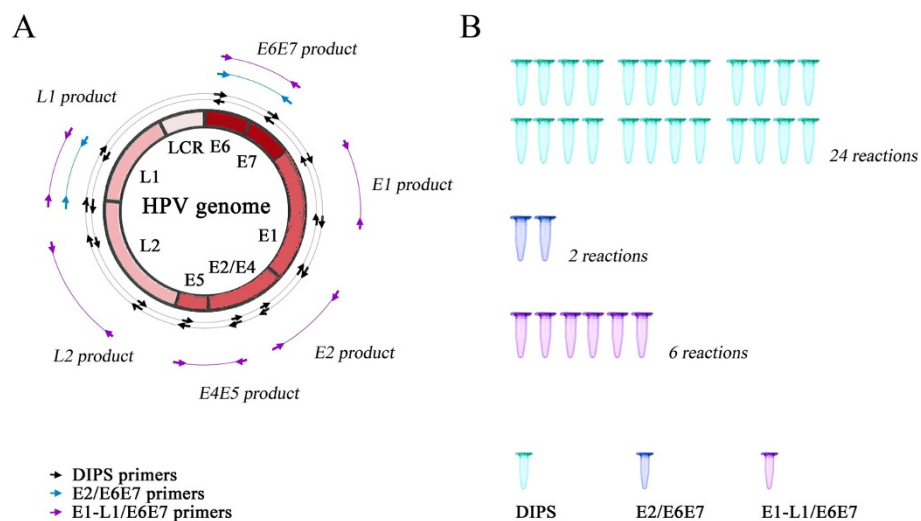 A
E6E7 product
L1 product
LCR
E6
E7
L1
E1 product
HPV genome
L2
E1
E2/E4
E5
L2 product
E2 product
E4E5 product
DIPS primers
E2/E6E7 primers
E1-L1/E6E7 primers
B
24 reactions
2 reactions
6 reactions
DIPS
E2/E6E7
E1-L1/E6E7